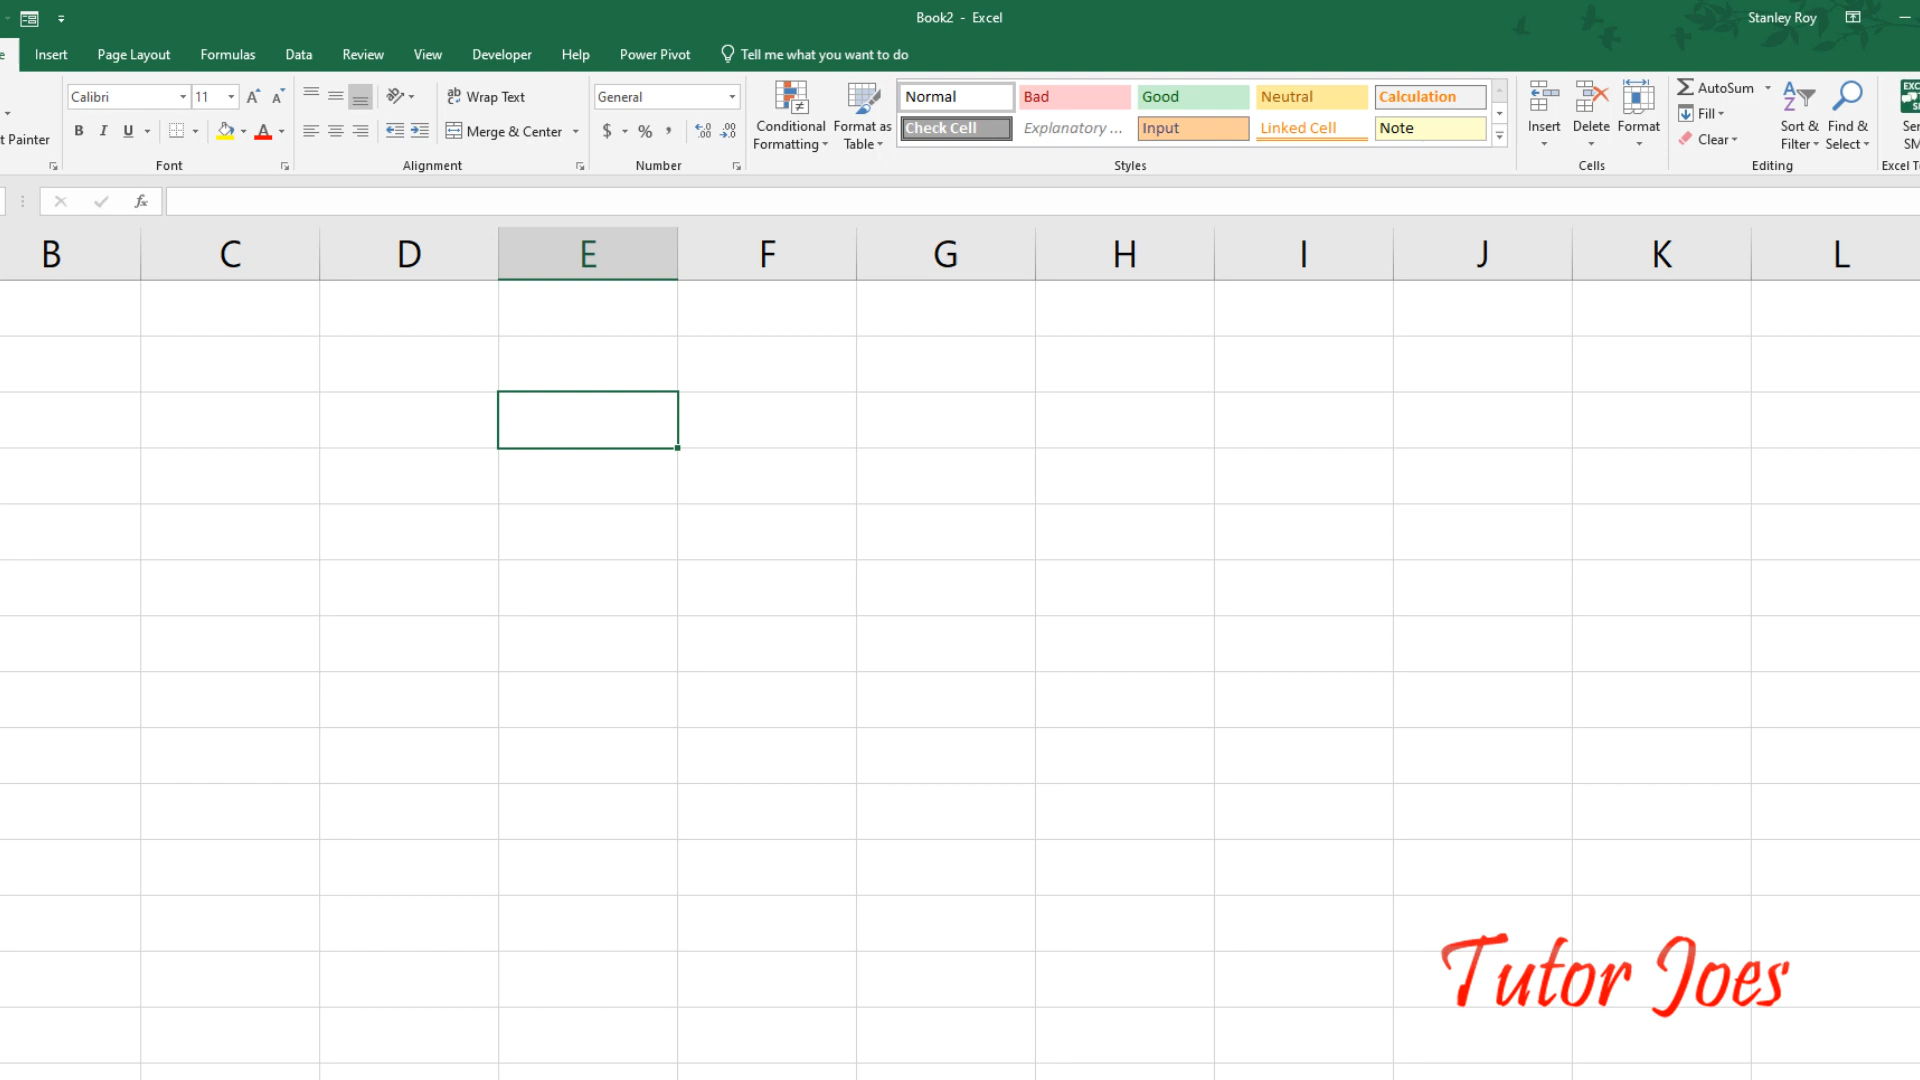 Book2 - Excel
Stanley Roy
Insert Page Layout Formulas Data Review View Developer Help Power Pivot Tell me what you want to do
Calibri 11
Wrap Text
General
Conditional Formatting
Format as Table
Normal Bad Good Neutral Calculation
Check Cell Explanatory ... Input Linked Cell Note
Insert Delete Format
AutoSum
Fill
Clear
Sort & Filter
Find & Select
t Painter
B I U
A
Merge & Center
$ % ,
Font Alignment Number Styles Cells Editing
fx
B C D E F G H I J K L
Tutor Joes